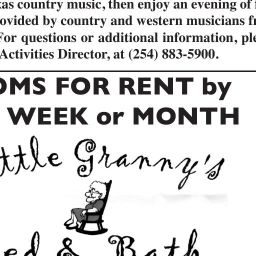 xas country music, then enjoy an evening of
rovided by country and western musicians fr
For questions or additional information, ple
Activities Director, at (254) 883-5900.
OMS FOR RENT by
WEEK or MONTH
ttle Granny's
ed & Bath